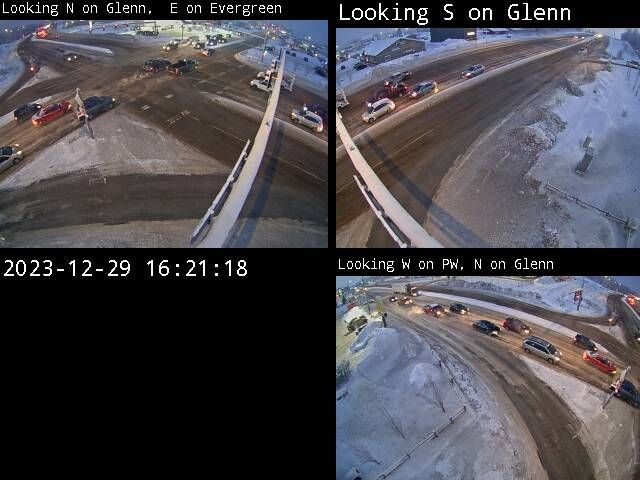 Looking N on Glenn,  E on Evergreen
Looking S on Glenn
2023-12-29 16:21:18
Looking W on PW, N on Glenn